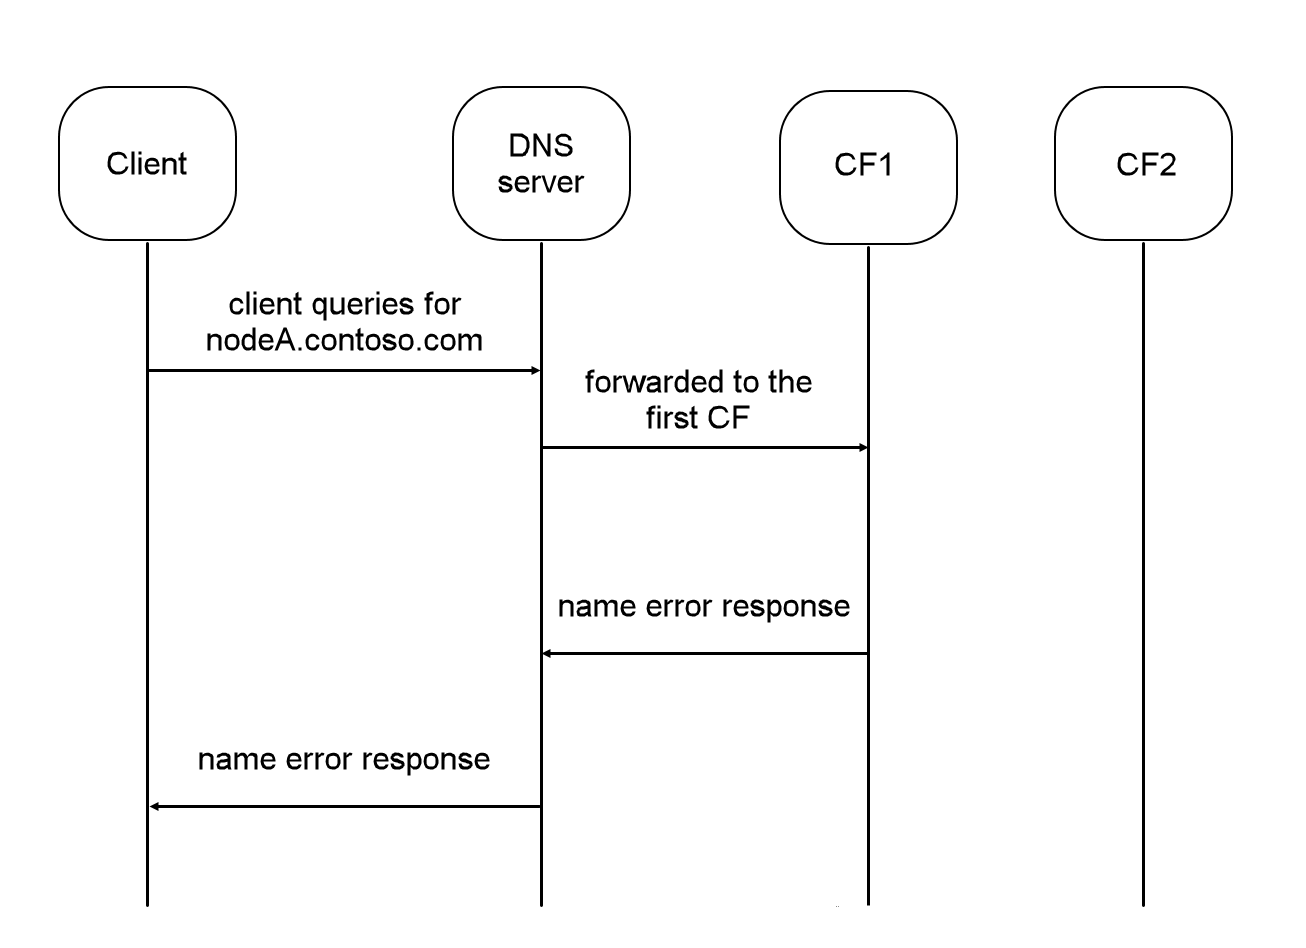 Client
DNS
server
CF1
CF2
client queries for
nodeA.contoso.com
forwarded to the
first CF
name error response
name error response